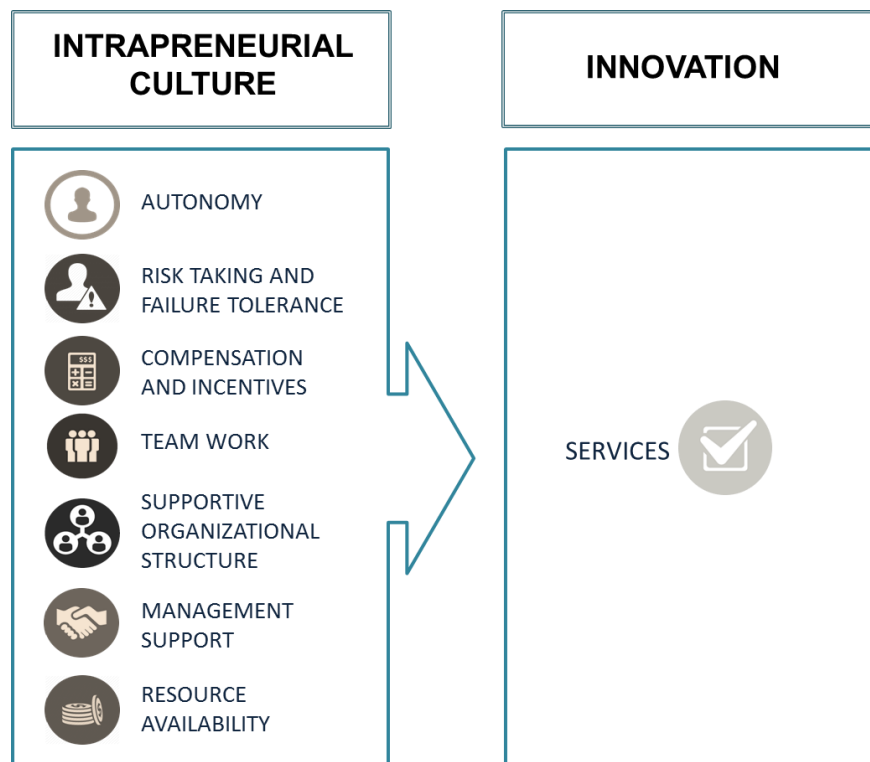 INTRAPRENEURIAL
CULTURE
INNOVATION
AUTONOMY
RISK TAKING AND
FAILURE TOLERANCE
$$$
COMPENSATION
AND INCENTIVES
TEAM WORK
SUPPORTIVE
ORGANIZATIONAL
STRUCTURE
MANAGEMENT
SUPPORT
RESOURCE
AVAILABILITY
SERVICES